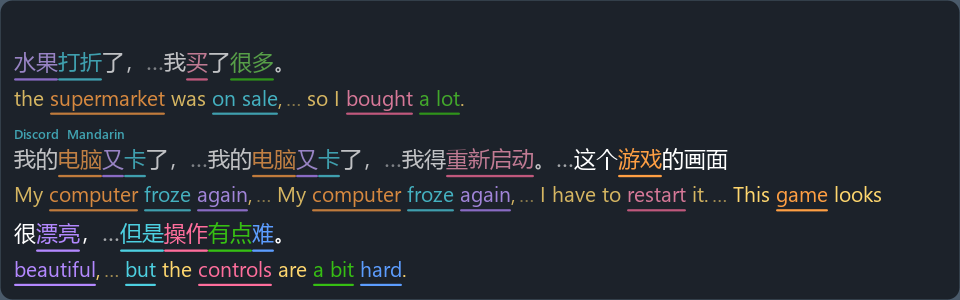 水果打折了，…我买了很多。
the supermarket was on sale, … so I bought a lot.
Discord Mandarin
我的电脑又卡了，…我的电脑又卡了，…我得重新启动。…这个游戏的画面
My computer froze again, … My computer froze again, … I have to restart it. … This game looks
很漂亮，…但是操作有点难。
beautiful, … but the controls are a bit hard.